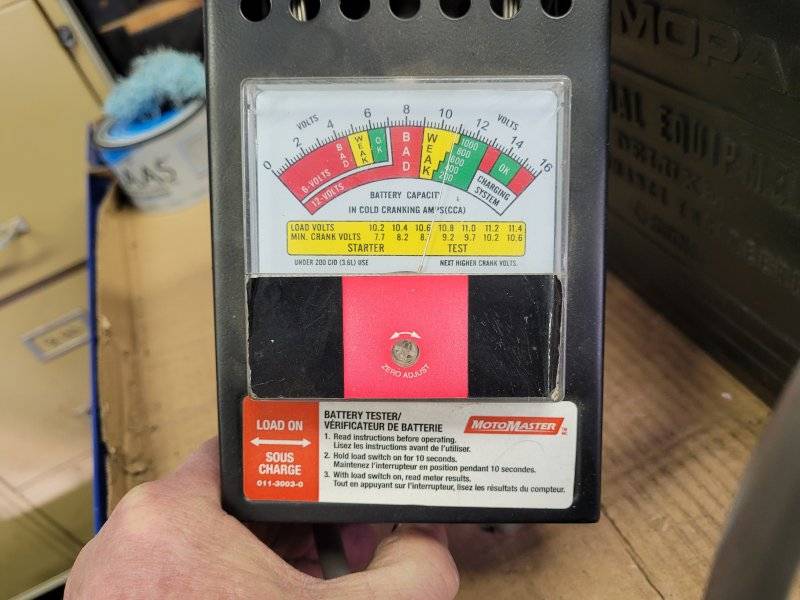 MOPAR
VOLTS
VOLTS
0 2 4 6 8 10 12 14 16
BAD
WEAK
OK
BAD
WEAK
1000
800
600
400
200
OK
6-VOLTS
12-VOLTS
CHARGING
SYSTEM
BATTERY CAPACITY
IN COLD CRANKING AMPS(CCA)
LOAD VOLTS 10.2 10.4 10.6 10.8 11.0 11.2 11.4
MIN. CRANK VOLTS 7.7 8.2 8.7 9.2 9.7 10.2 10.6
STARTER TEST
UNDER 200 CID (3.6L) USE NEXT HIGHER CRANK VOLTS.
ZERO ADJUST
LOAD ON
SOUS
CHARGE
011-3003-0
BATTERY TESTER/
VÉRIFICATEUR DE BATTERIE
MOTOMASTER
1. Read instructions before operating.
Lisez les instructions avant de l'utiliser.
2. Hold load switch on for 10 seconds.
Maintenez l'interrupteur en position pendant 10 secondes.
3. With load switch on, read meter results.
Tout en appuyant sur l'interrupteur, lisez les résultats du compteur.